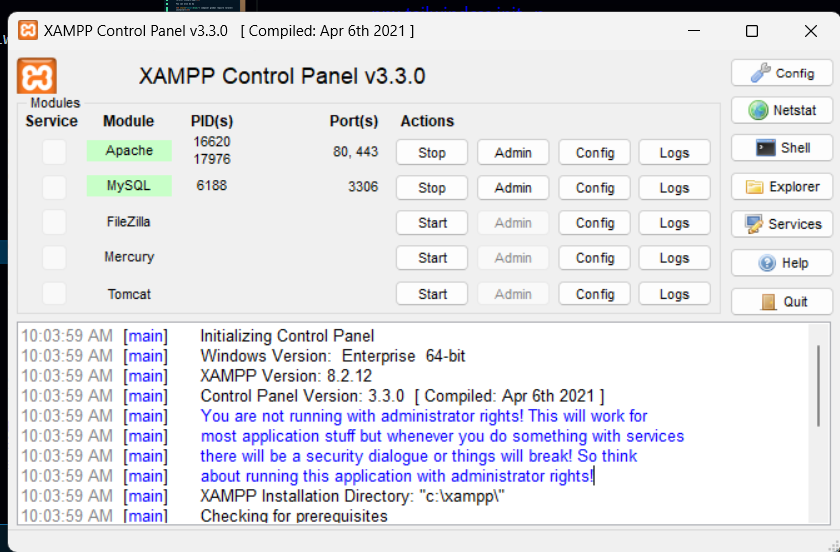 XAMPP Control Panel v3.3.0 [ Compiled: Apr 6th 2021 ]
XAMPP Control Panel v3.3.0
Config
Modules
Service Module PID(s) Port(s) Actions
Netstat
Apache 16620 17976 80, 443 Stop Admin Config Logs
Shell
MySQL 6188 3306 Stop Admin Config Logs
Explorer
FileZilla Start Admin Config Logs
Services
Mercury Start Admin Config Logs
Help
Tomcat Start Admin Config Logs
Quit
10:03:59 AM [main] Initializing Control Panel
10:03:59 AM [main] Windows Version: Enterprise 64-bit
10:03:59 AM [main] XAMPP Version: 8.2.12
10:03:59 AM [main] Control Panel Version: 3.3.0 [ Compiled: Apr 6th 2021 ]
10:03:59 AM [main] You are not running with administrator rights! This will work for
10:03:59 AM [main] most application stuff but whenever you do something with services
10:03:59 AM [main] there will be a security dialogue or things will break! So think
10:03:59 AM [main] about running this application with administrator rights!
10:03:59 AM [main] XAMPP Installation Directory: "c:\xampp\"
10:03:59 AM [main] Checking for prerequisites